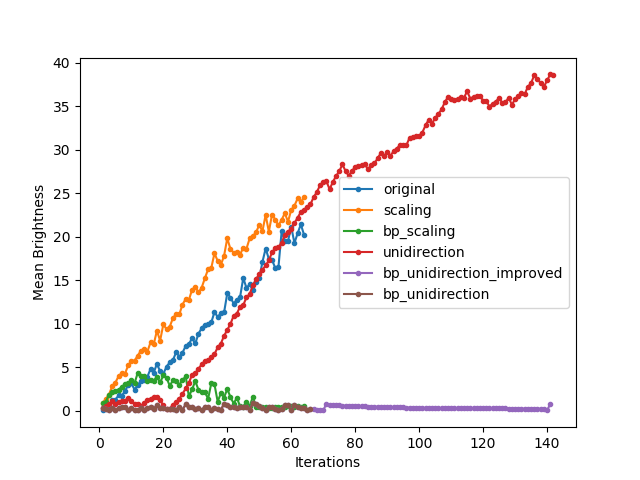 40
35
30
25
20
15
10
5
0
Mean Brightness
original
scaling
bp_scaling
unidirection
bp_unidirection_improved
bp_unidirection
0 20 40 60 80 100 120 140
Iterations